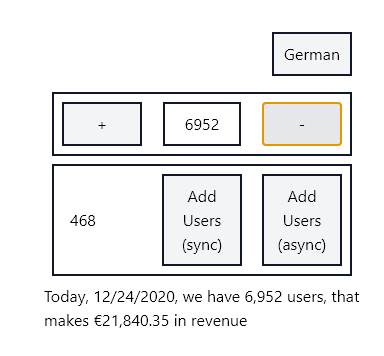 German
+ 6952 -
468
Add
Users
(sync)
Add
Users
(async)
Today, 12/24/2020, we have 6,952 users, that
makes €21,840.35 in revenue